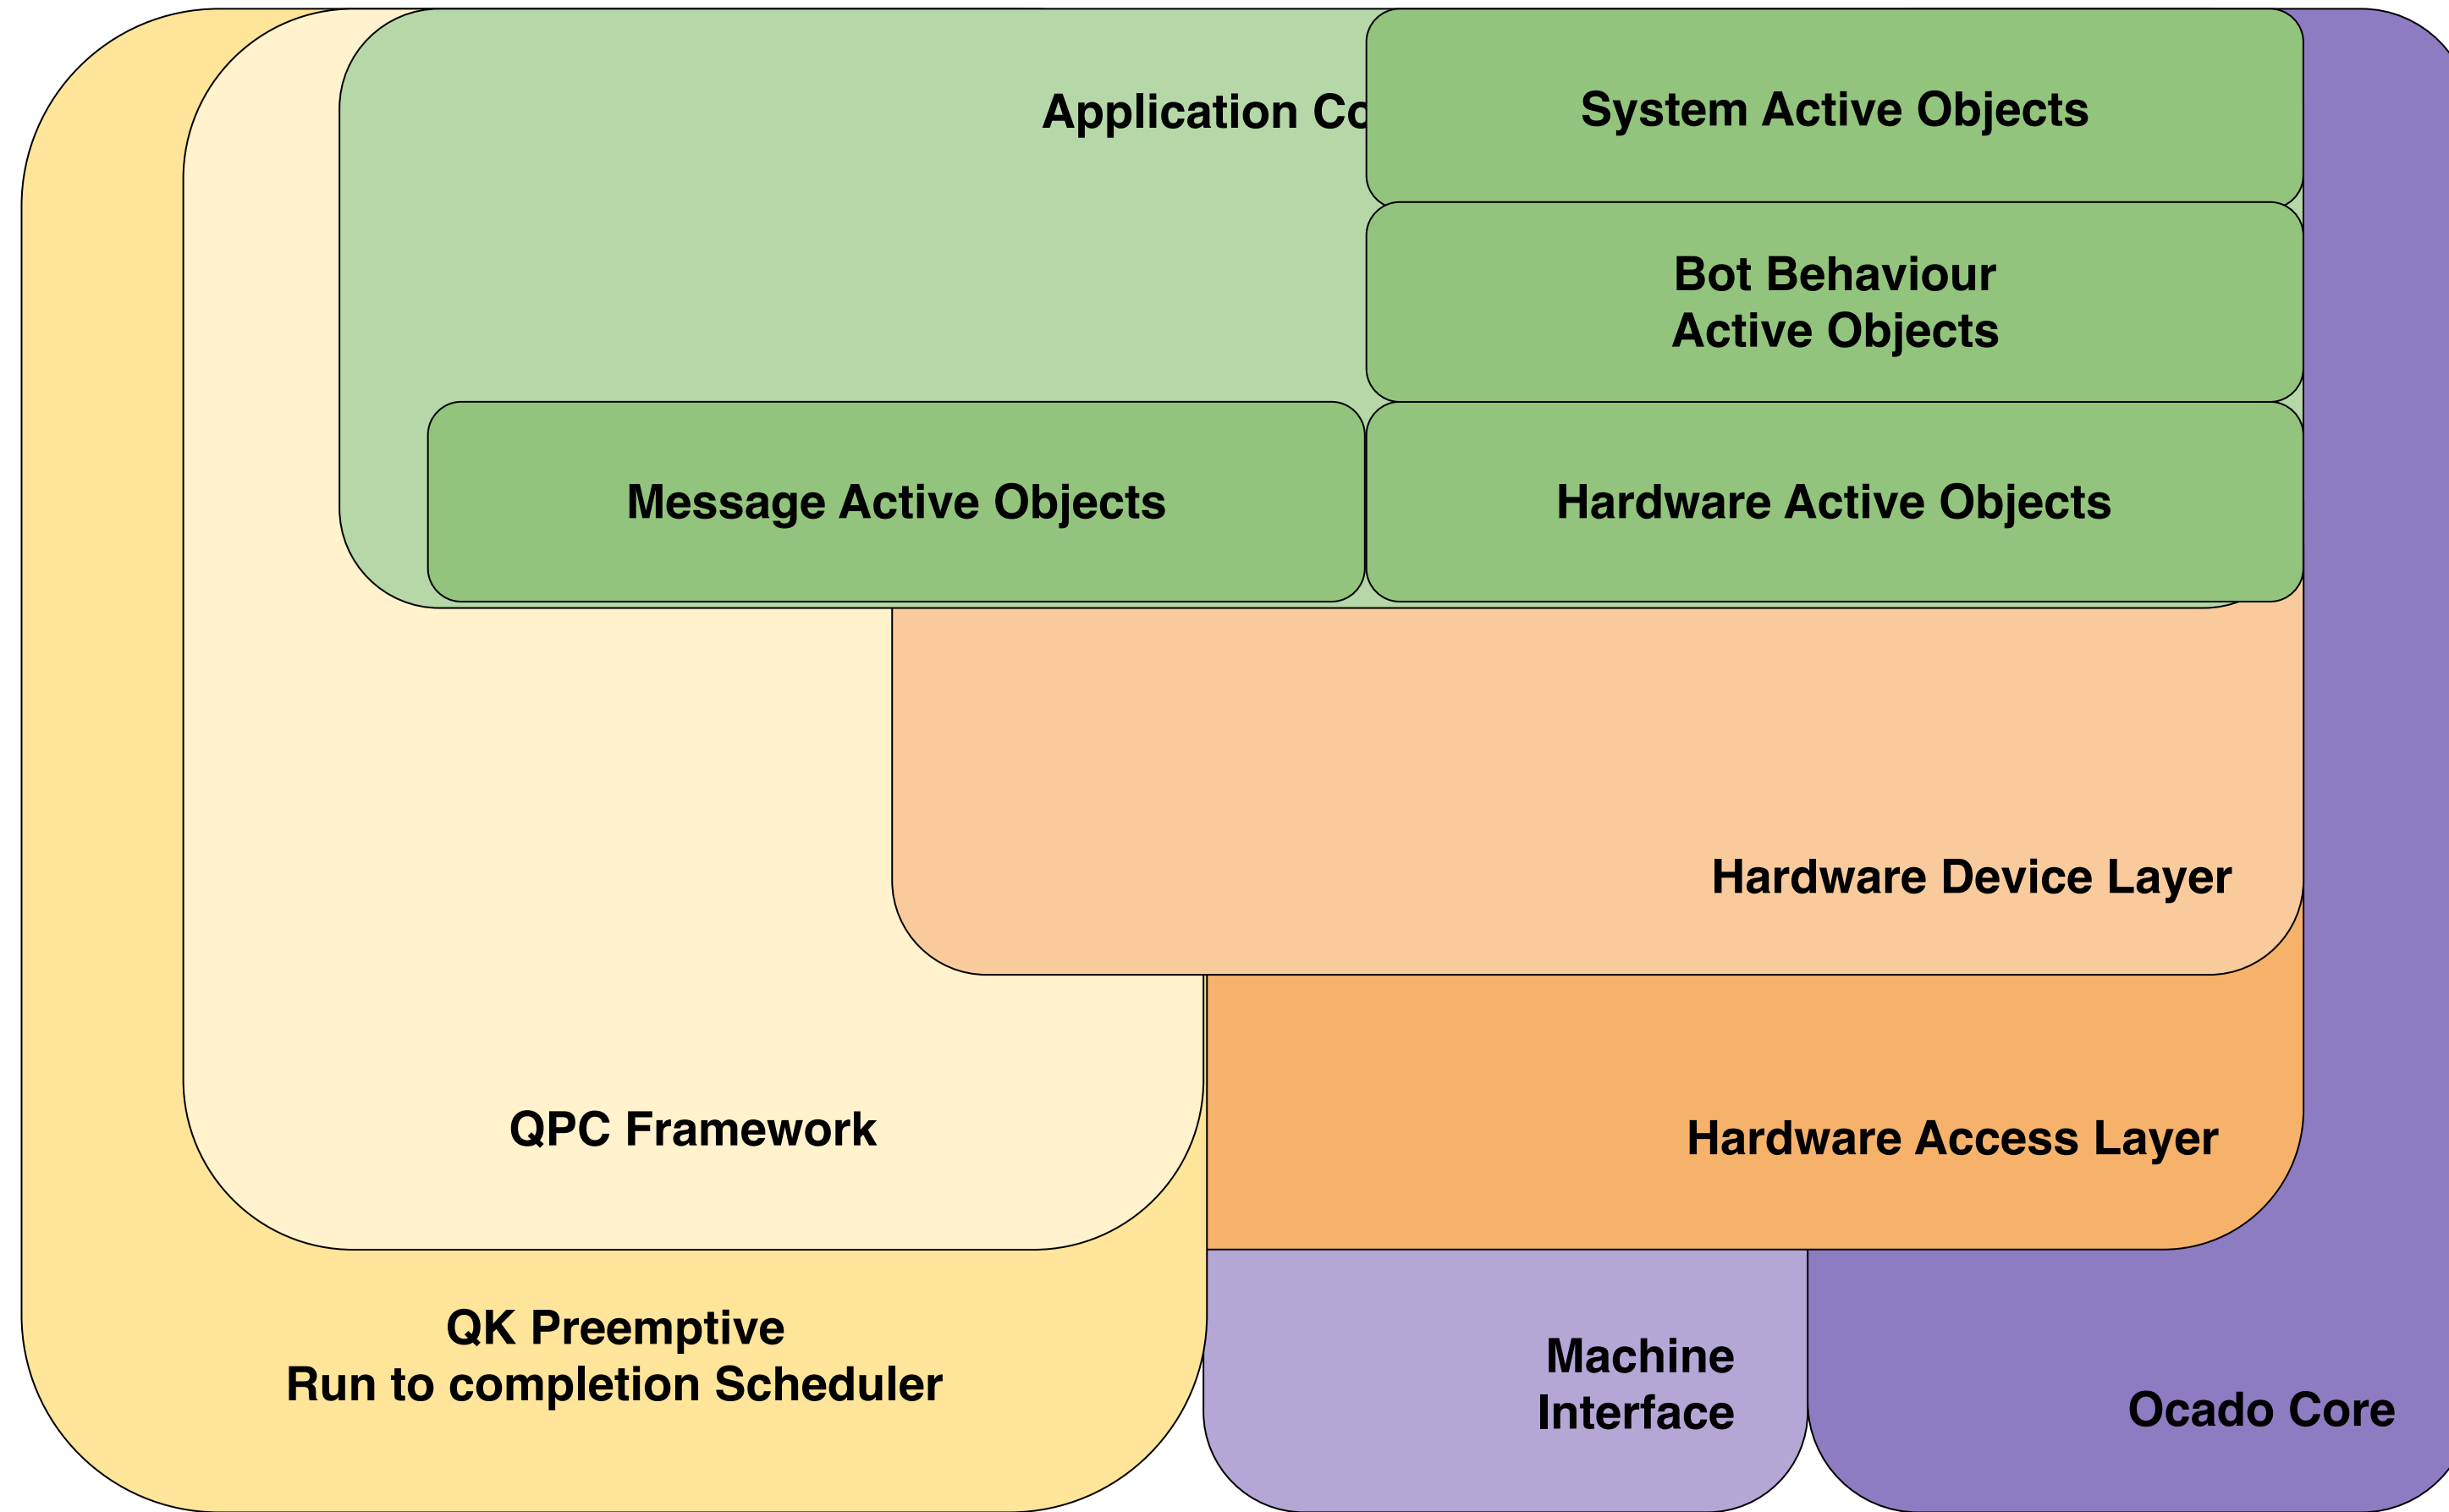 Application Co
System Active Objects
Bot Behaviour
Active Objects
Message Active Objects
Hardware Active Objects
Hardware Device Layer
QPC Framework
Hardware Access Layer
QK Preemptive
Run to completion Scheduler
Machine
Interface
Ocado Core